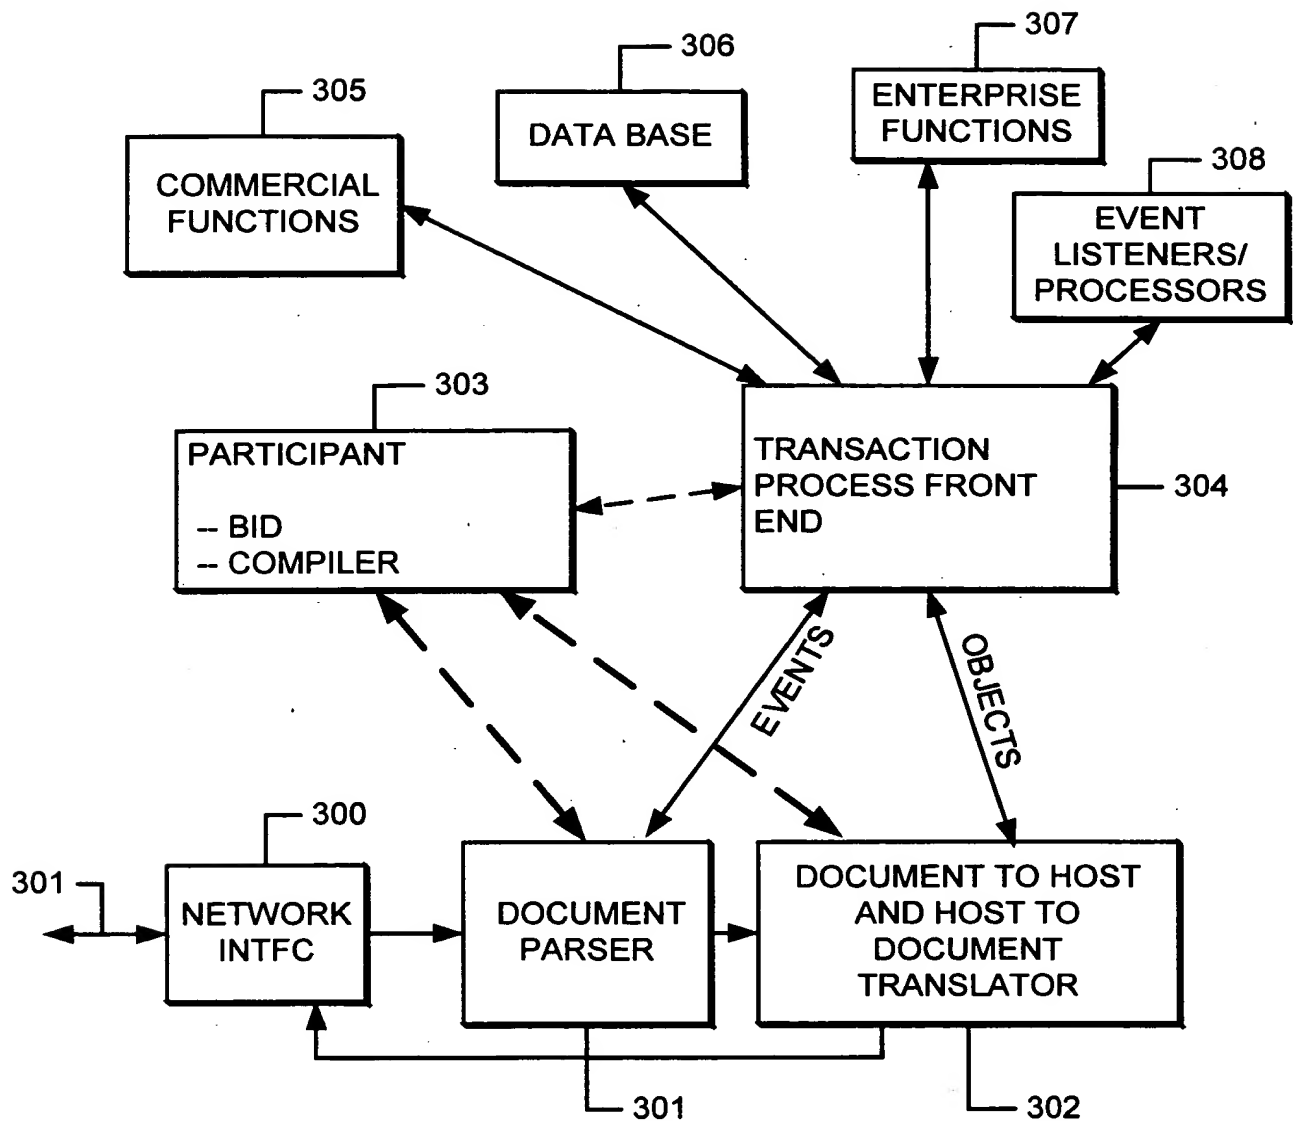 307
306
305
ENTERPRISE
FUNCTIONS
DATA BASE
308
COMMERCIAL
FUNCTIONS
EVENT
LISTENERS/
PROCESSORS
303
PARTICIPANT
-- BID
-- COMPILER
TRANSACTION
PROCESS FRONT
END
304
EVENTS
OBJECTS
300
301
NETWORK
INTFC
DOCUMENT
PARSER
DOCUMENT TO HOST
AND HOST TO
DOCUMENT
TRANSLATOR
301
302